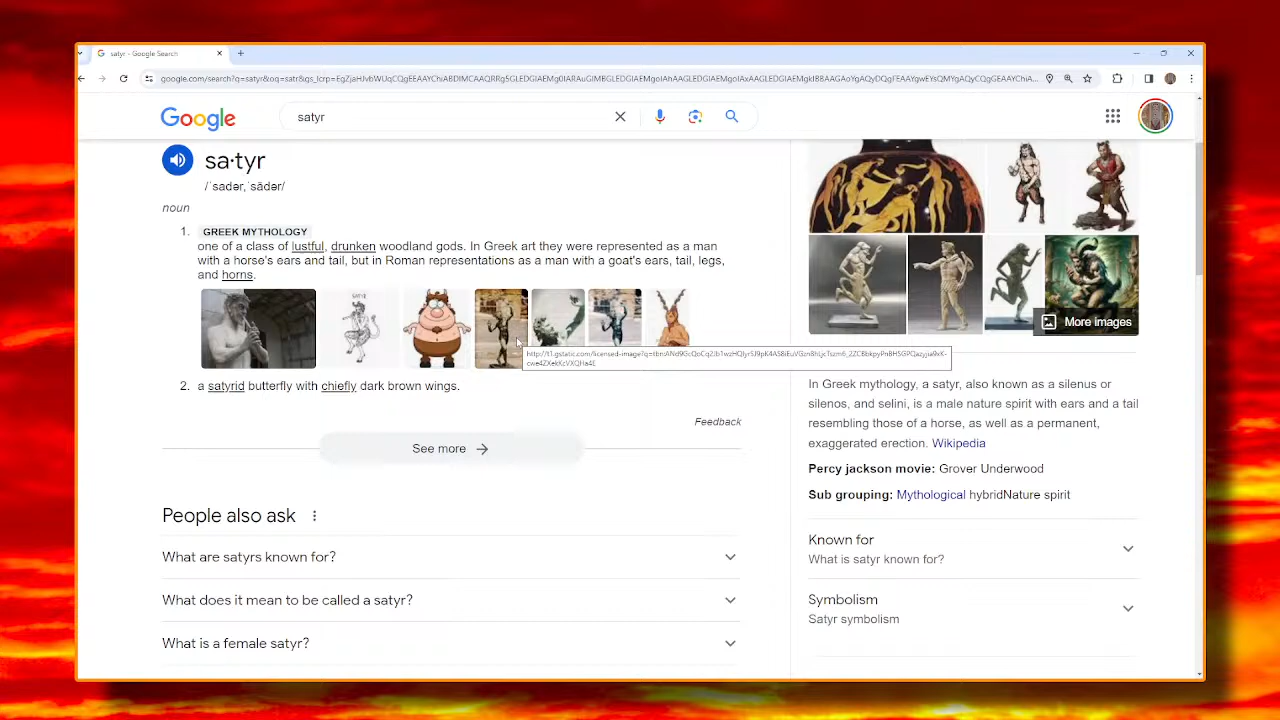 satyr - Google Search
Google
satyr
sa·tyr
/ˈsadər,ˈsādər/
noun
1. GREEK MYTHOLOGY
one of a class of lustful, drunken woodland gods. In Greek art they were represented as a man
with a horse's ears and tail, but in Roman representations as a man with a goat's ears, tail, legs,
and horns.
2. a satyrid butterfly with chiefly dark brown wings.
Feedback
See more
People also ask
What are satyrs known for?
What does it mean to be called a satyr?
What is a female satyr?
More images
In Greek mythology, a satyr, also known as a silenus or
silenos, and selini, is a male nature spirit with ears and a tail
resembling those of a horse, as well as a permanent,
exaggerated erection. Wikipedia
Percy jackson movie: Grover Underwood
Sub grouping: Mythological hybridNature spirit
Known for
What is satyr known for?
Symbolism
Satyr symbolism